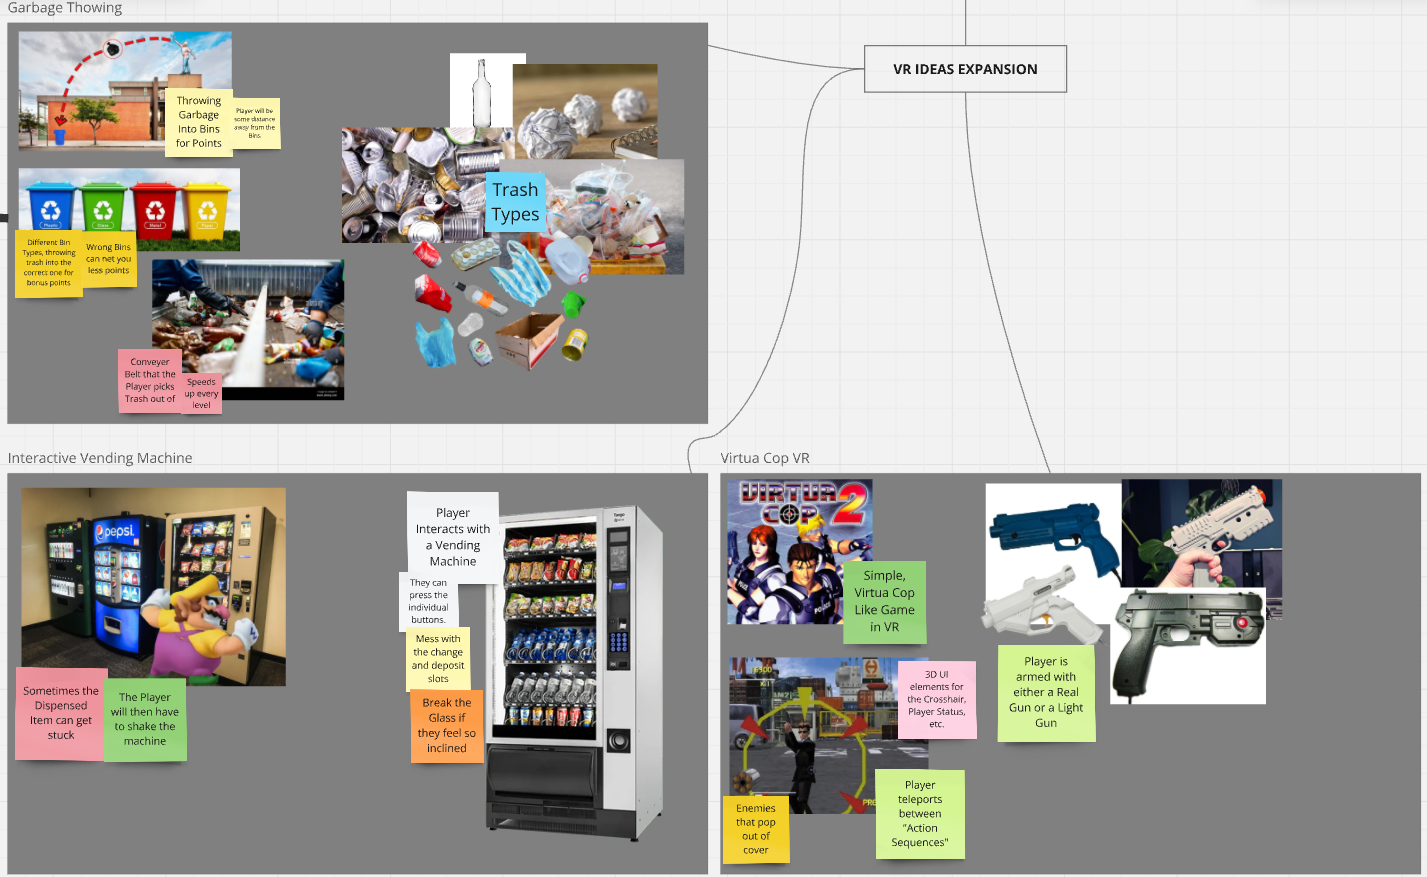 Garbage Thowing
VR IDEAS EXPANSION
Throwing
Garbage
Into Bins
for Points
Player will be
some distance
away from the
Bins.
Trash
Types
Different Bin
Types, throwing
trash into the
correct one for
bonus points
Wrong Bins
can net you
less points
Conveyer
Belt that the
Player picks
Trash out of
Speeds
up every
level
Interactive Vending Machine
pepsi
Sometimes the
Dispensed
Item can get
stuck
The Player
will then have
to shake the
machine
Player
Interacts with
a Vending
Machine
They can
press the
individual
buttons.
Mess with
the change
and deposit
slots
Break the
Glass if
they feel so
inclined
Virtua Cop VR
VIRTUA
COP 2
Simple,
Virtua Cop
Like Game
in VR
3D UI
elements for
the Crosshair,
Player Status,
etc.
Enemies
that pop
out of
cover
Player
teleports
between
"Action
Sequences"
Player is
armed with
either a Real
Gun or a Light
Gun